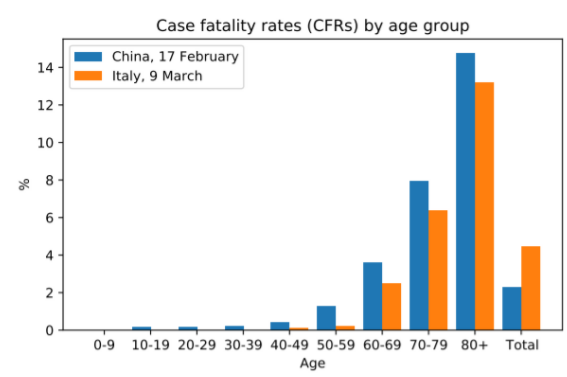 Case fatality rates (CFRs) by age group
China, 17 February
Italy, 9 March
%
14
12
10
8
6
4
2
0
0-9 10-19 20-29 30-39 40-49 50-59 60-69 70-79 80+ Total
Age